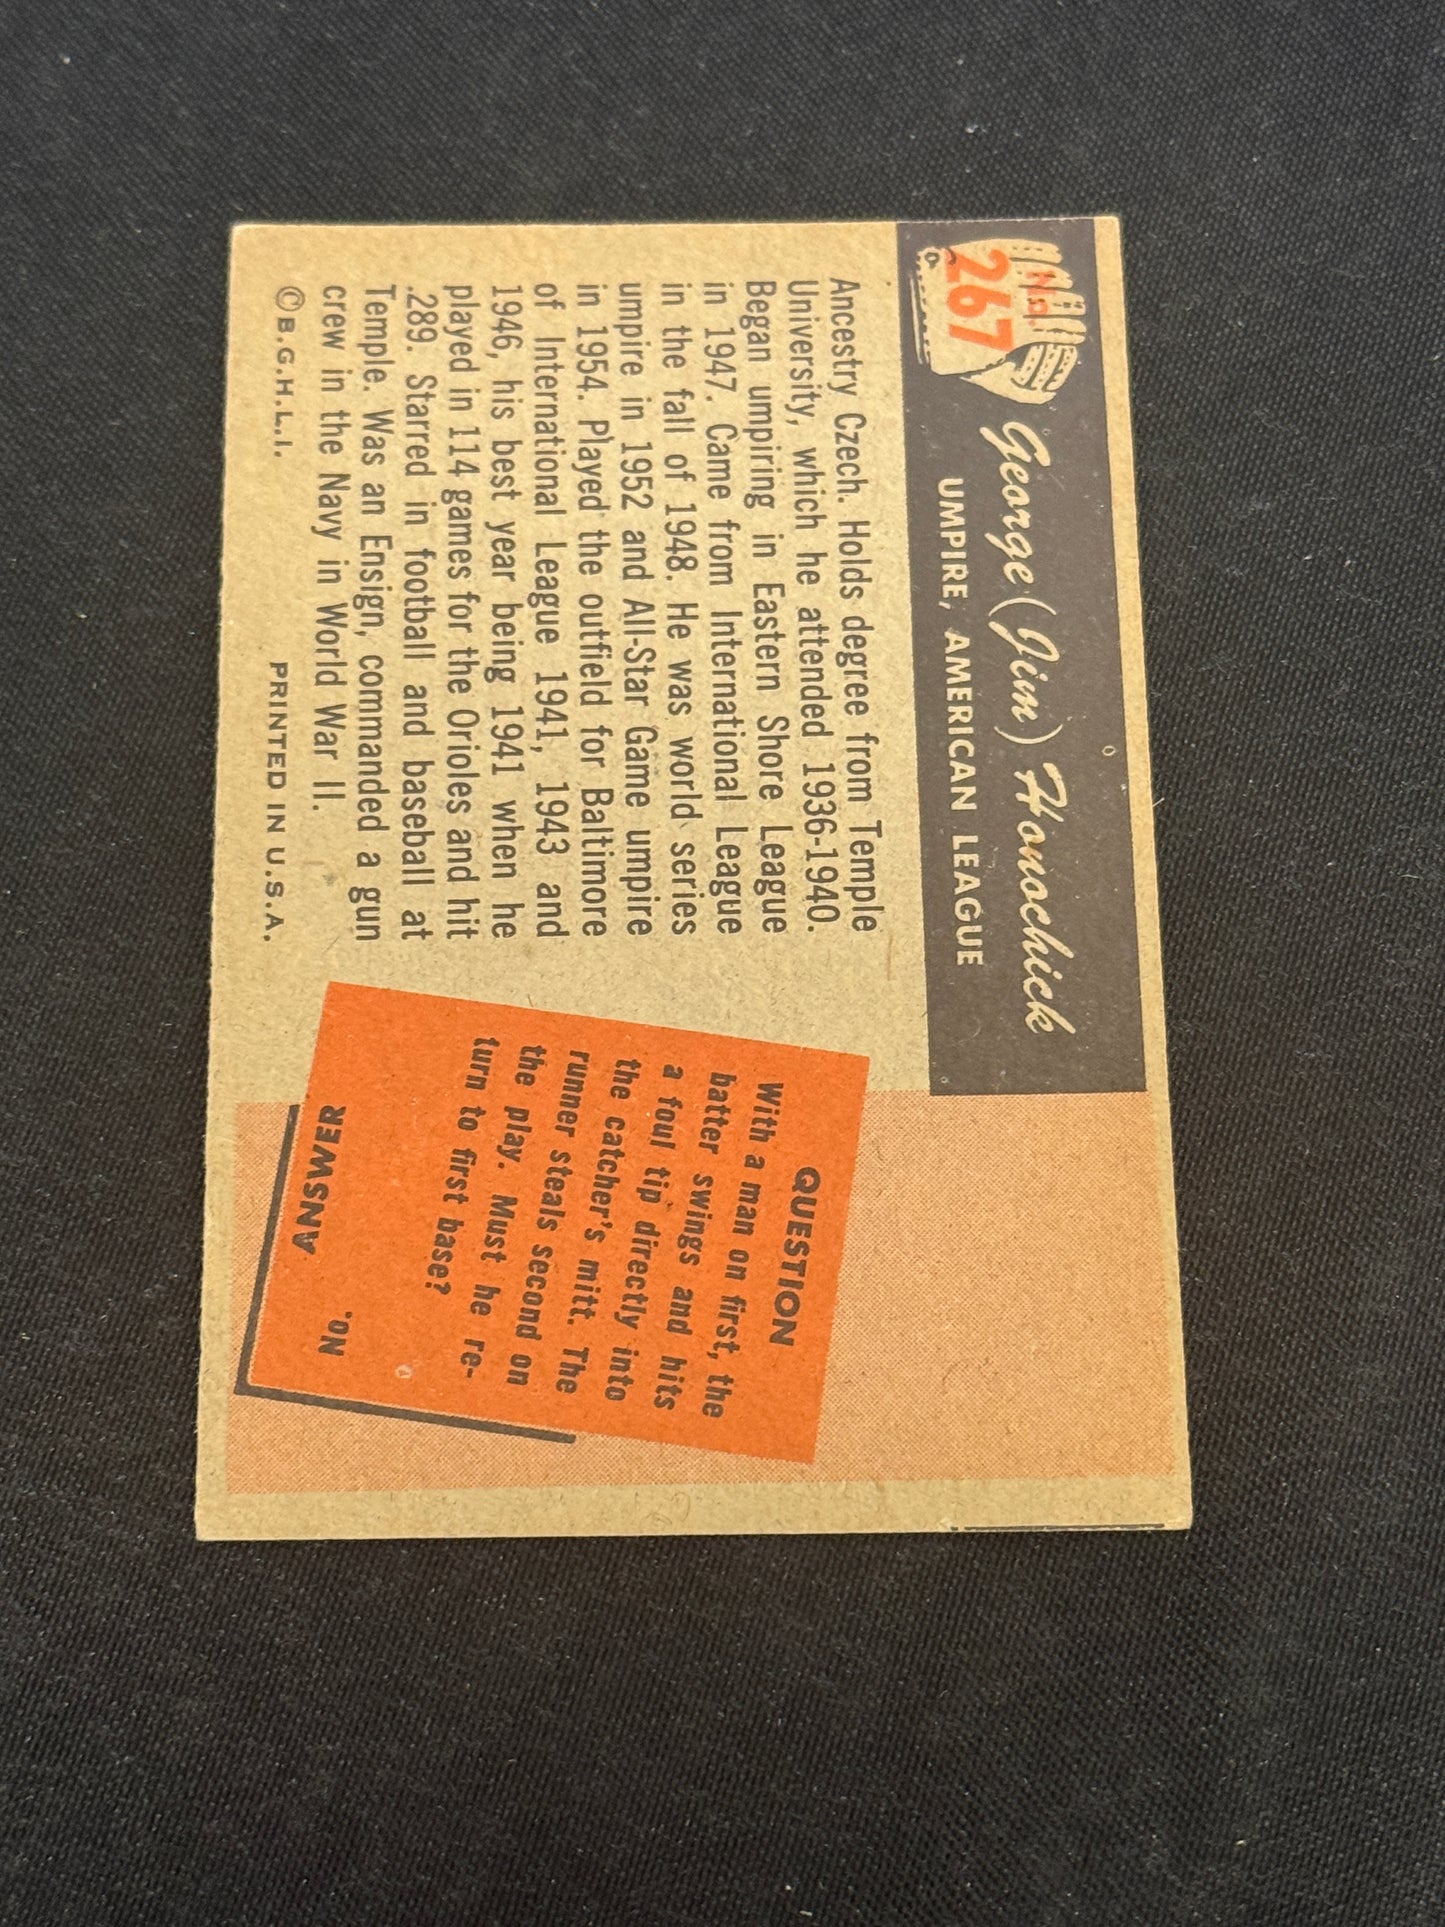 No.
267
George (Jim) Honochick
UMPIRE, AMERICAN LEAGUE
Ancestry Czech. Holds degree from Temple
University, which he attended 1936-1940.
Began umpiring in Eastern Shore League
in 1947. Came from International League
in the fall of 1948. He was world series
umpire in 1952 and All-Star Game umpire
in 1954. Played the outfield for Baltimore
of International League 1941, 1943 and
1946, his best year being 1941 when he
played in 114 games for the Orioles and hit
.289. Starred in football and baseball at
Temple. Was an Ensign, commanded a gun
crew in the Navy in World War II.
© B.G.H.L.I. PRINTED IN U.S.A.
QUESTION
With a man on first, the
batter swings and hits
a foul tip directly into
the catcher's mitt. The
runner steals second on
the play. Must he re-
turn to first base?
No.
ANSWER